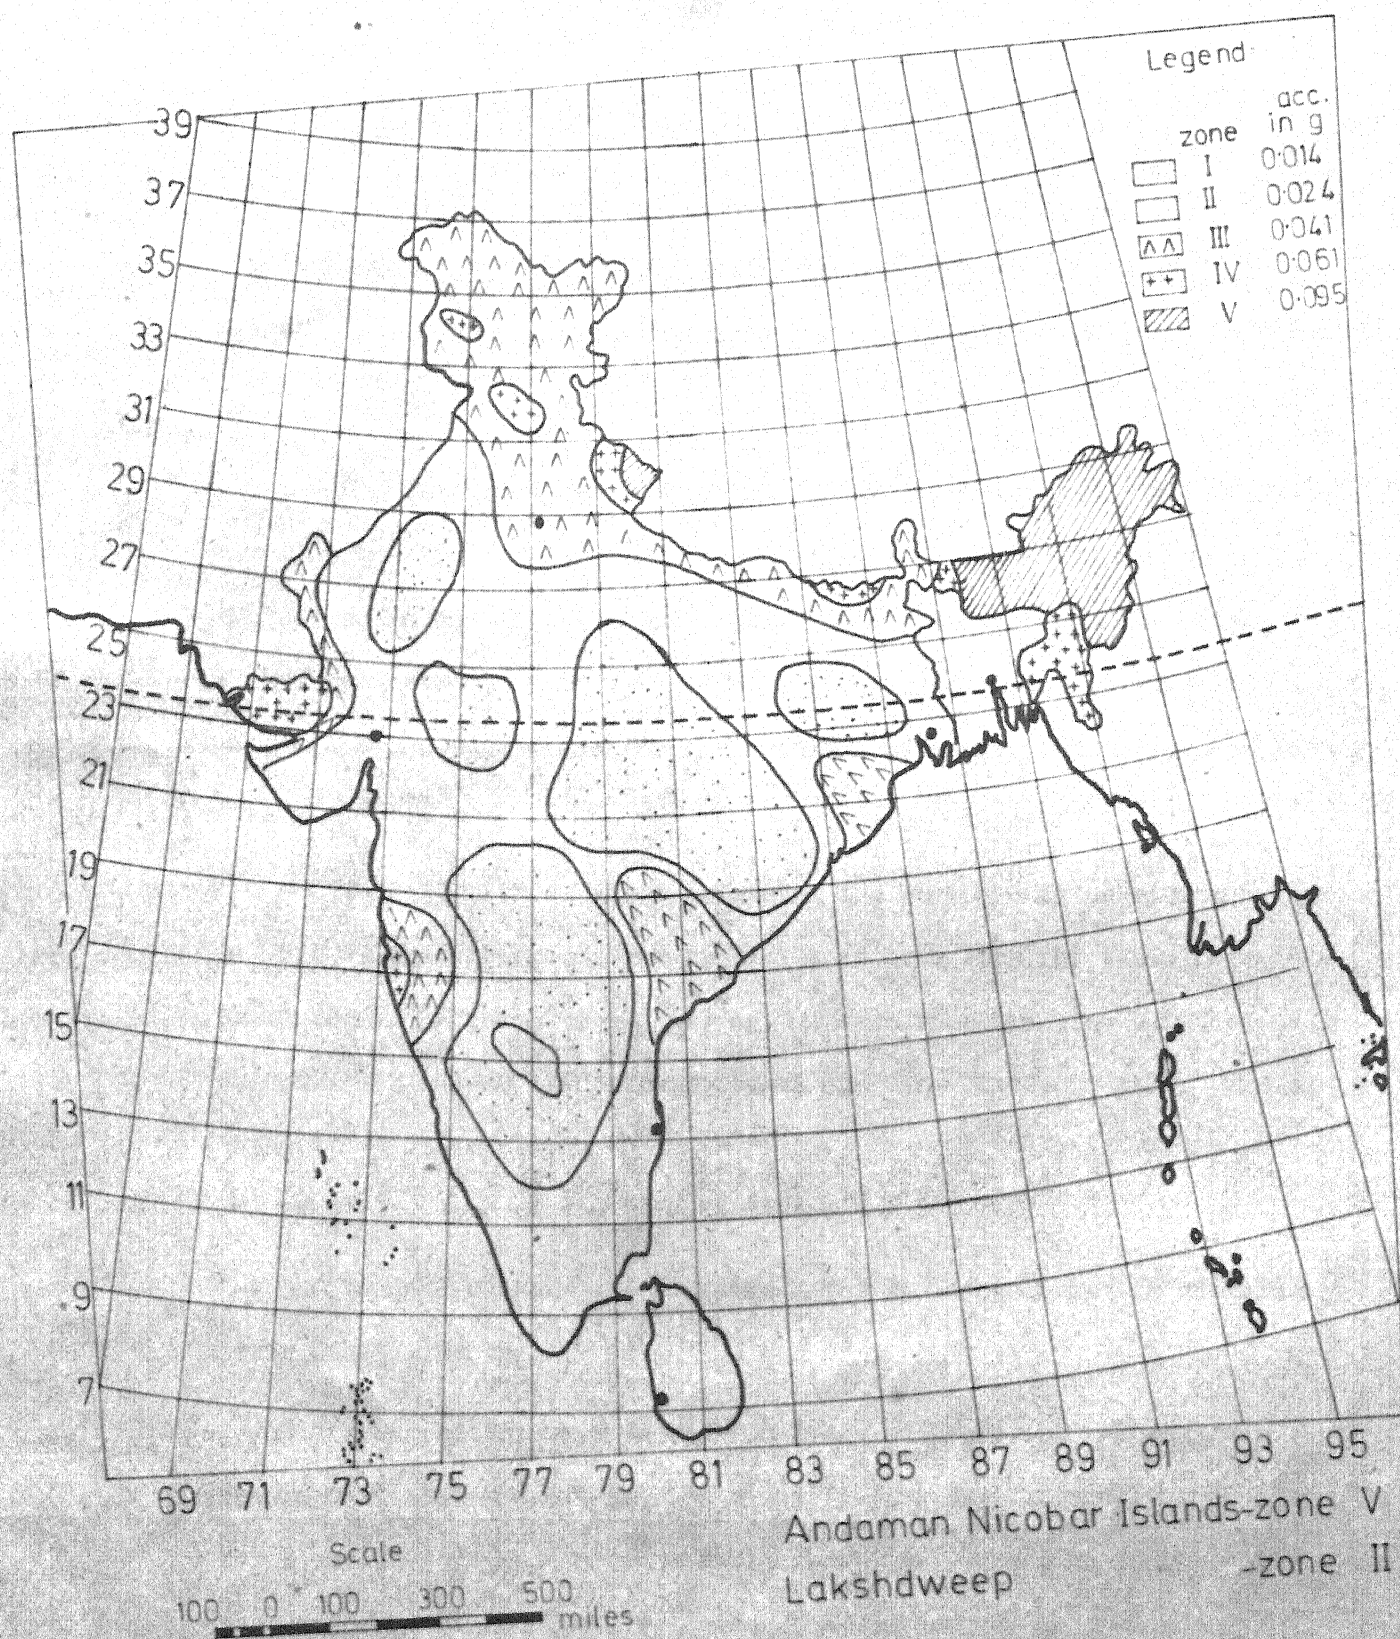 Legend
acc.
zone in g
I 0.014
II 0.024
III 0.041
IV 0.061
V 0.095
39
37
35
33
31
29
27
25
23
21
19
17
15
13
11
9
7
69 71 73 75 77 79 81 83 85 87 89 91 93 95
Andaman Nicobar Islands-zone V
Lakshdweep -zone II
Scale
100 0 100 300 500
miles